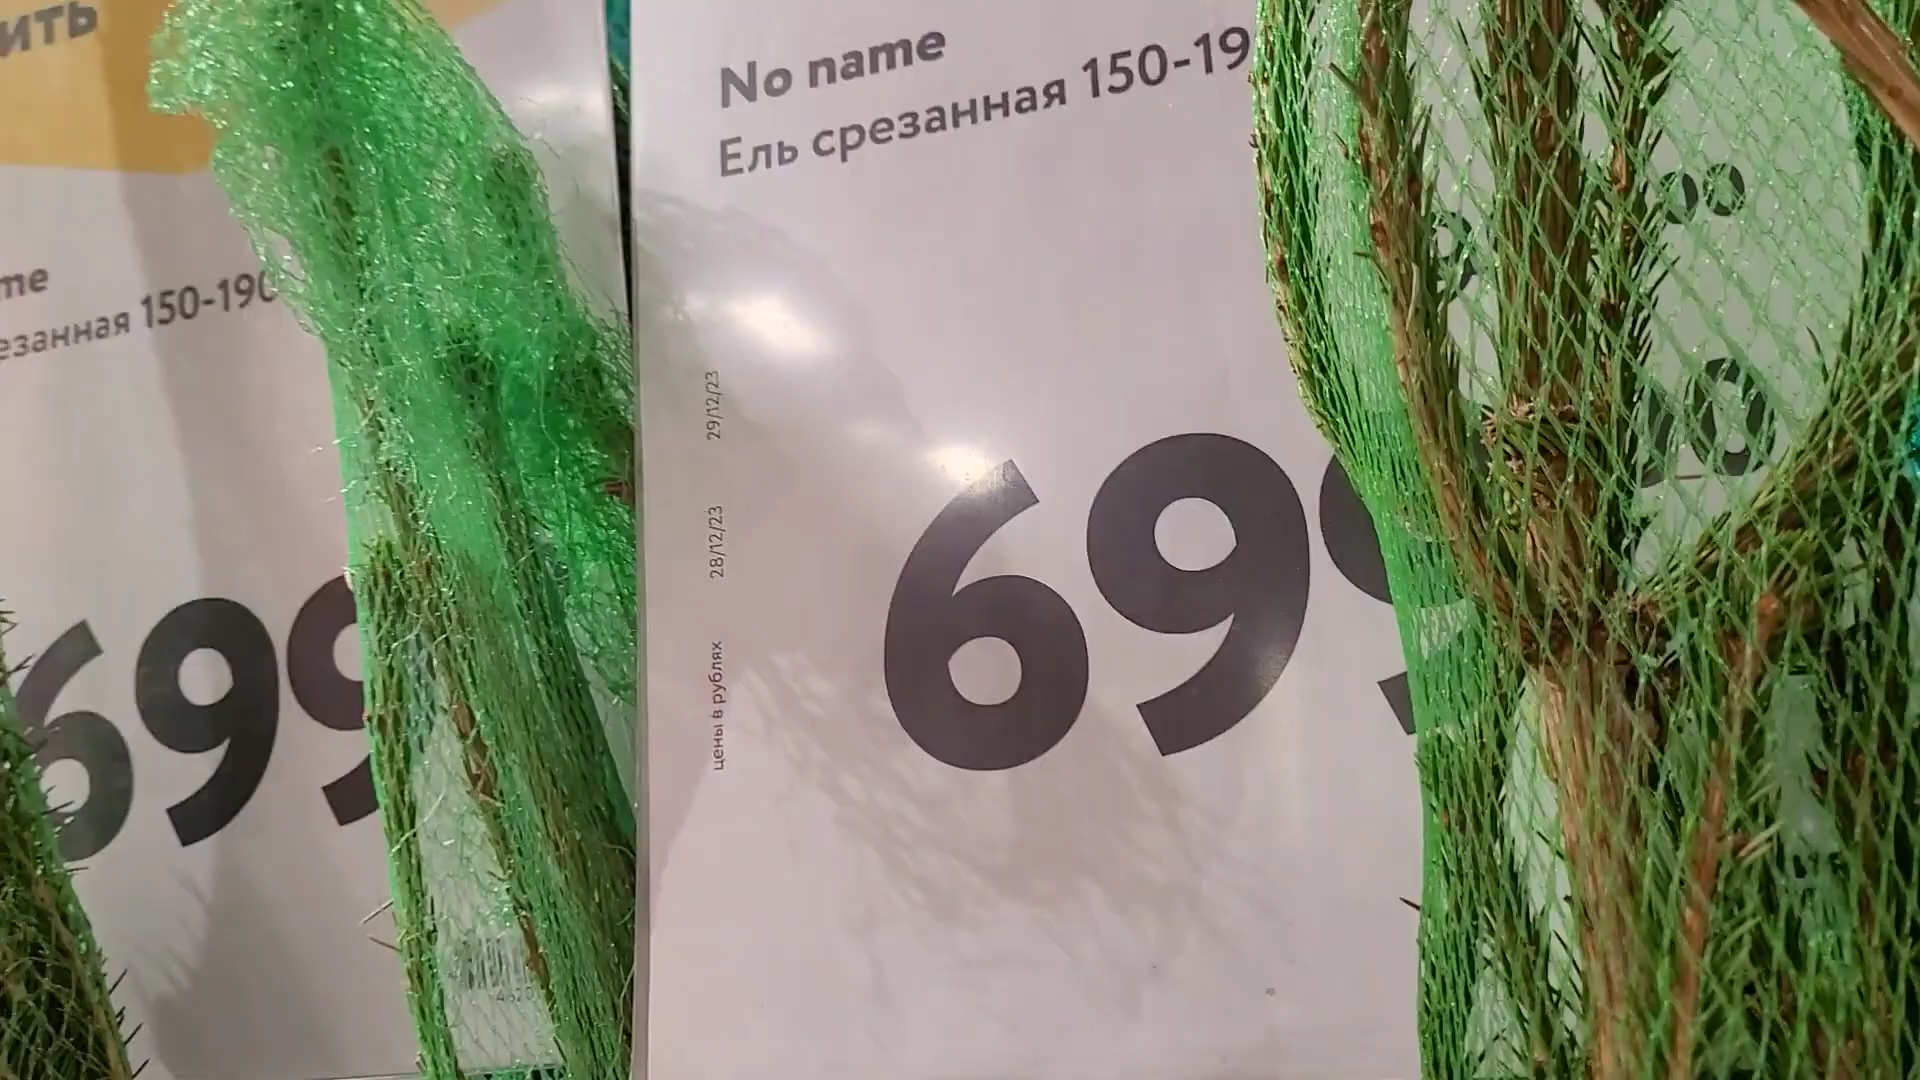 ить
me
езанная 150-190
699
No name
Ель срезанная 150-19
29/12/23
28/12/23
цены в рублях
699